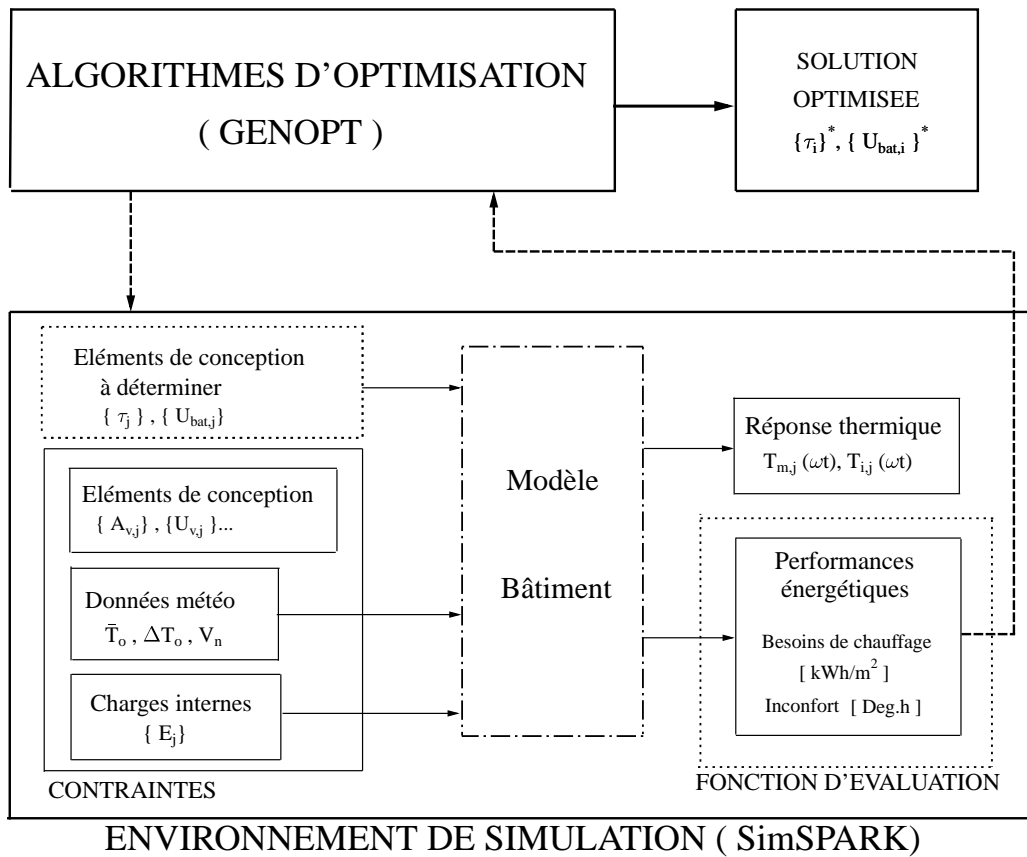 ALGORITHMES D'OPTIMISATION
( GENOPT )
SOLUTION
OPTIMISEE
{τi}*, { Ubat,i }*
Eléments de conception
à déterminer
{ τj } , { Ubat,j}
Eléments de conception
{ Av,j} , {Uv,j }...
Données météo
T̄o , ΔTo , Vn
Charges internes
{ Ej}
CONTRAINTES
Modèle
Bâtiment
Réponse thermique
Tm,j (ωt), Ti,j (ωt)
Performances
énergétiques
Besoins de chauffage
[ kWh/m² ]
Inconfort [ Deg.h ]
FONCTION D'EVALUATION
ENVIRONNEMENT DE SIMULATION ( SimSPARK)